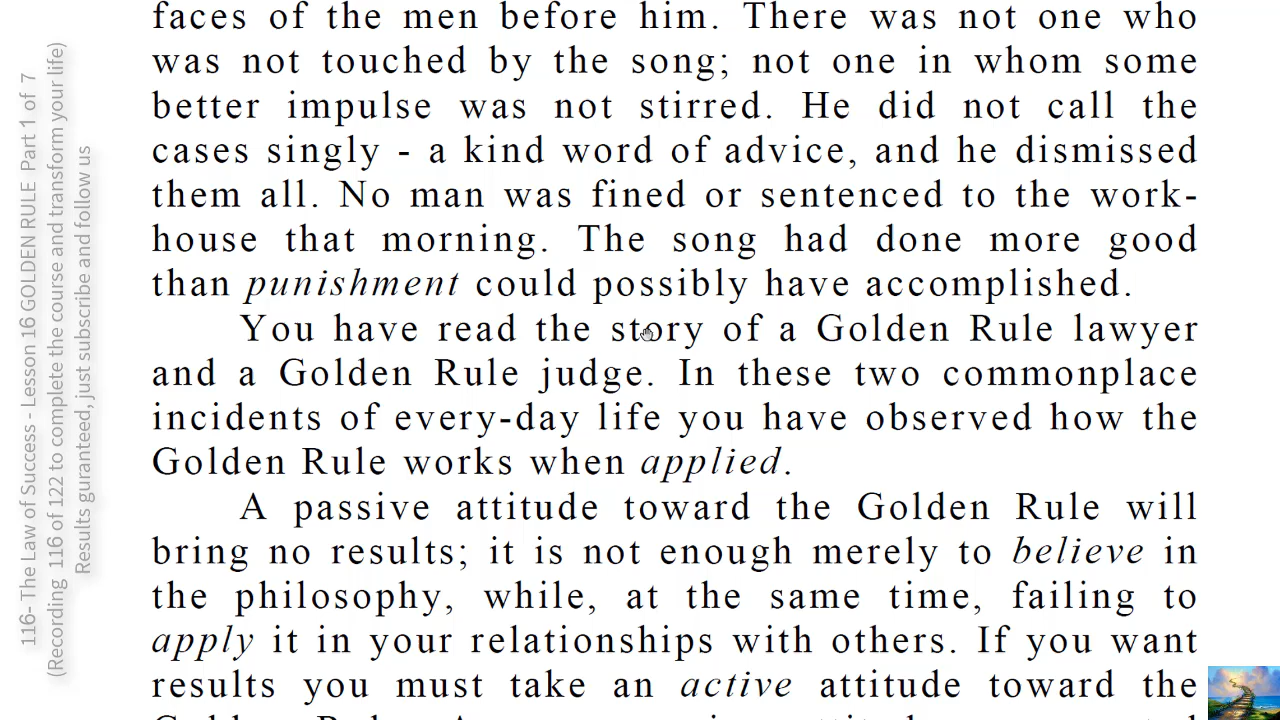 faces of the men before him. There was not one who
was not touched by the song; not one in whom some
better impulse was not stirred. He did not call the
cases singly - a kind word of advice, and he dismissed
them all. No man was fined or sentenced to the work-
house that morning. The song had done more good
than punishment could possibly have accomplished.
You have read the story of a Golden Rule lawyer
and a Golden Rule judge. In these two commonplace
incidents of every-day life you have observed how the
Golden Rule works when applied.
A passive attitude toward the Golden Rule will
bring no results; it is not enough merely to believe in
the philosophy, while, at the same time, failing to
apply it in your relationships with others. If you want
results you must take an active attitude toward the
116- The Law of Success - Lesson 16 GOLDEN RULE Part 1 of 7
(Recording 116 of 122 to complete the course and transform your life)
Results guranteed, just subscribe and follow us